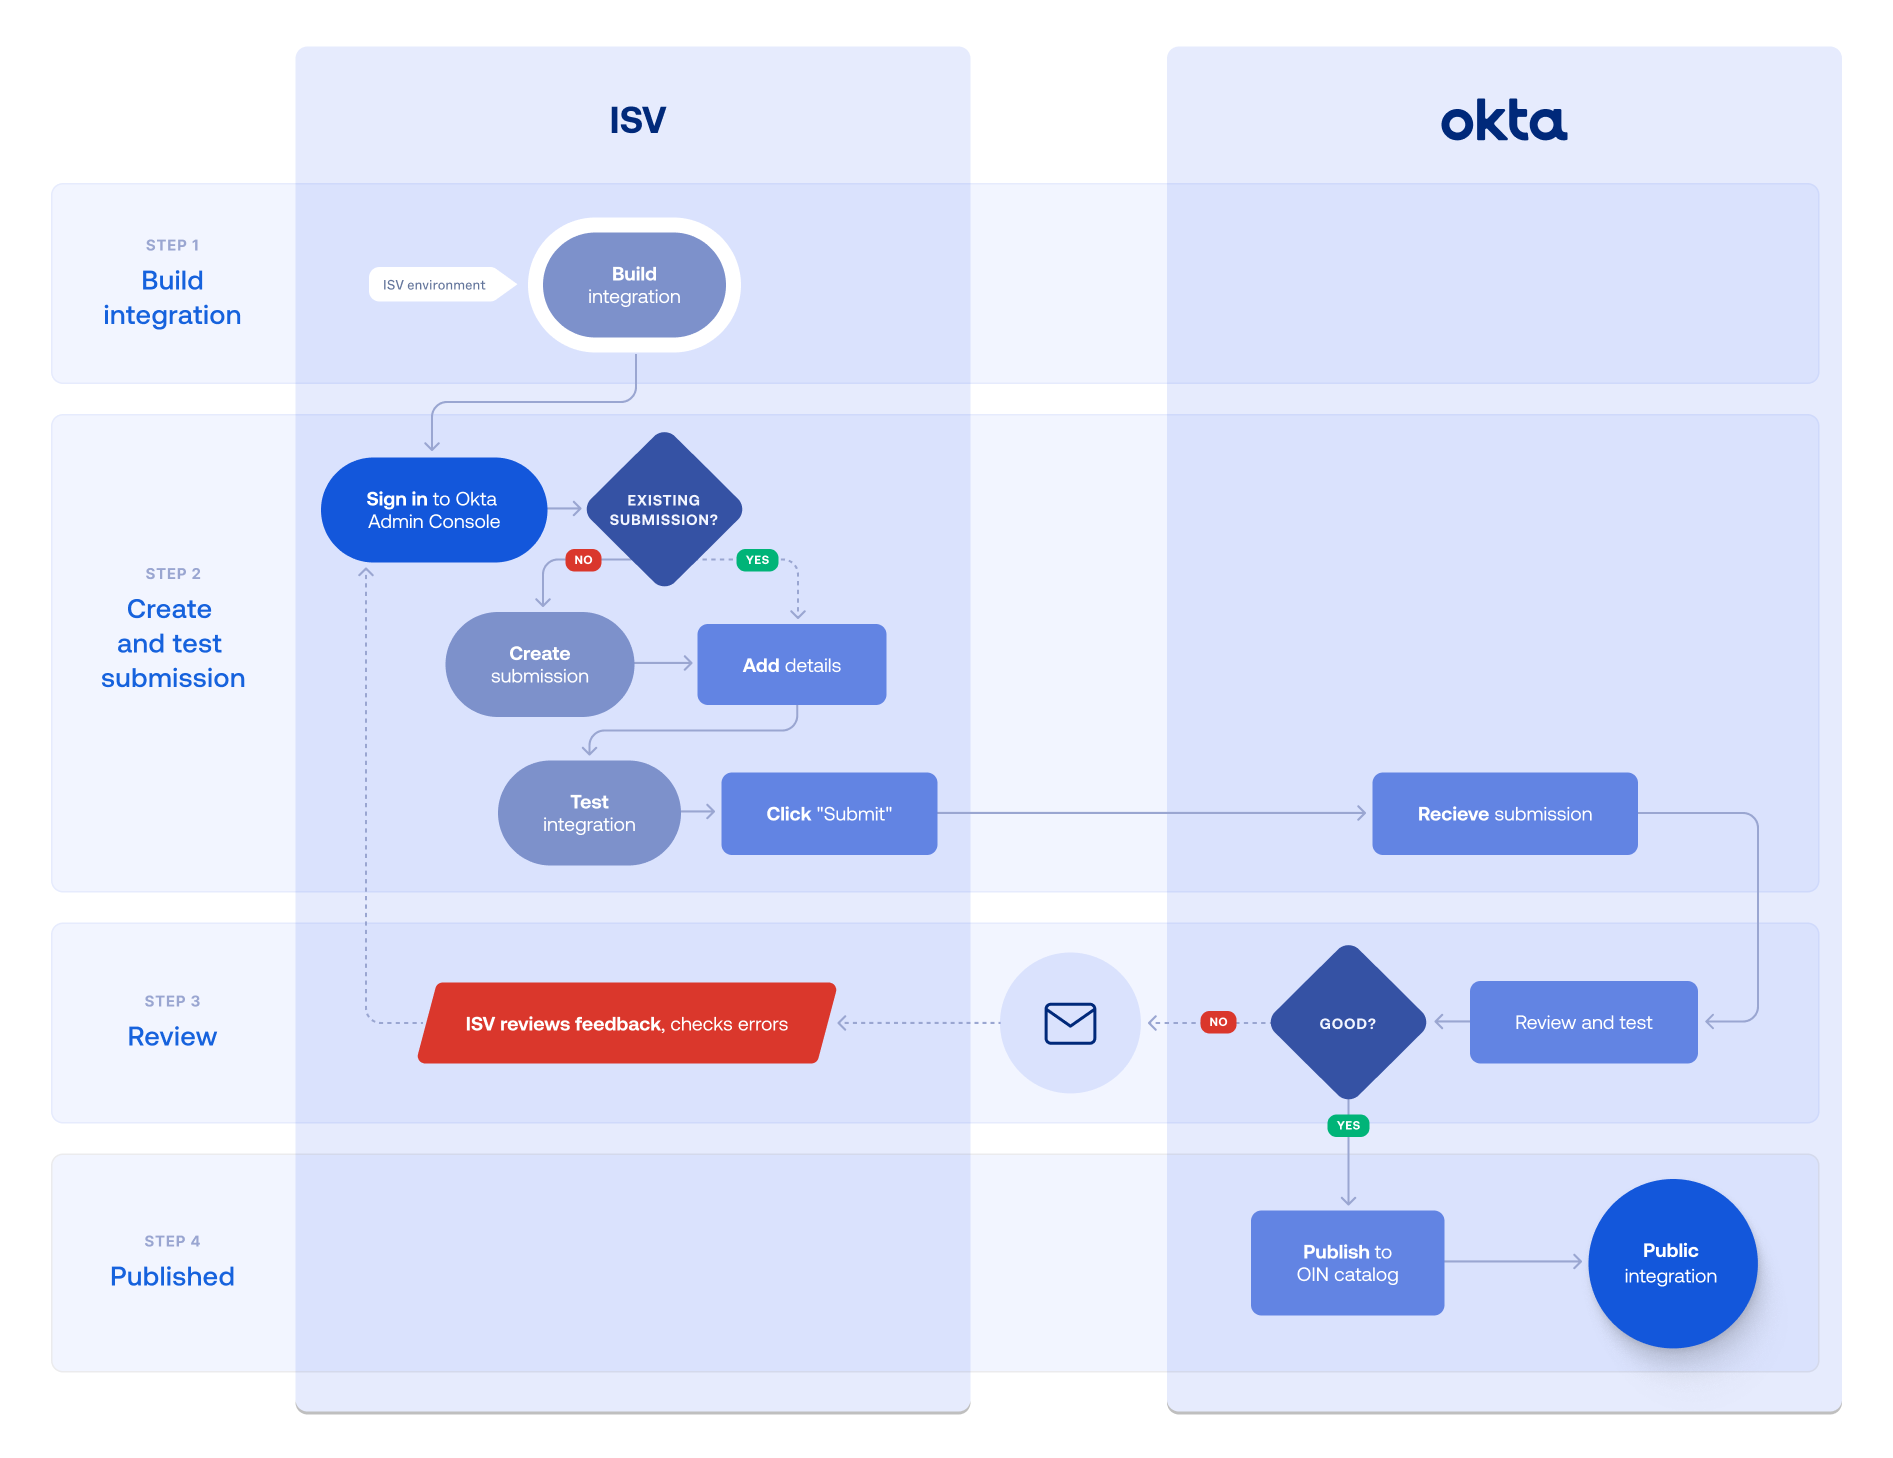 ISV
okta
STEP 1
Build
integration
ISV environment
Build
integration
STEP 2
Create
and test
submission
Sign in to Okta
Admin Console
EXISTING
SUBMISSION?
NO
YES
Create
submission
Add details
Test
integration
Click "Submit"
Recieve submission
STEP 3
Review
ISV reviews feedback, checks errors
NO
GOOD?
Review and test
YES
STEP 4
Published
Publish to
OIN catalog
Public
integration